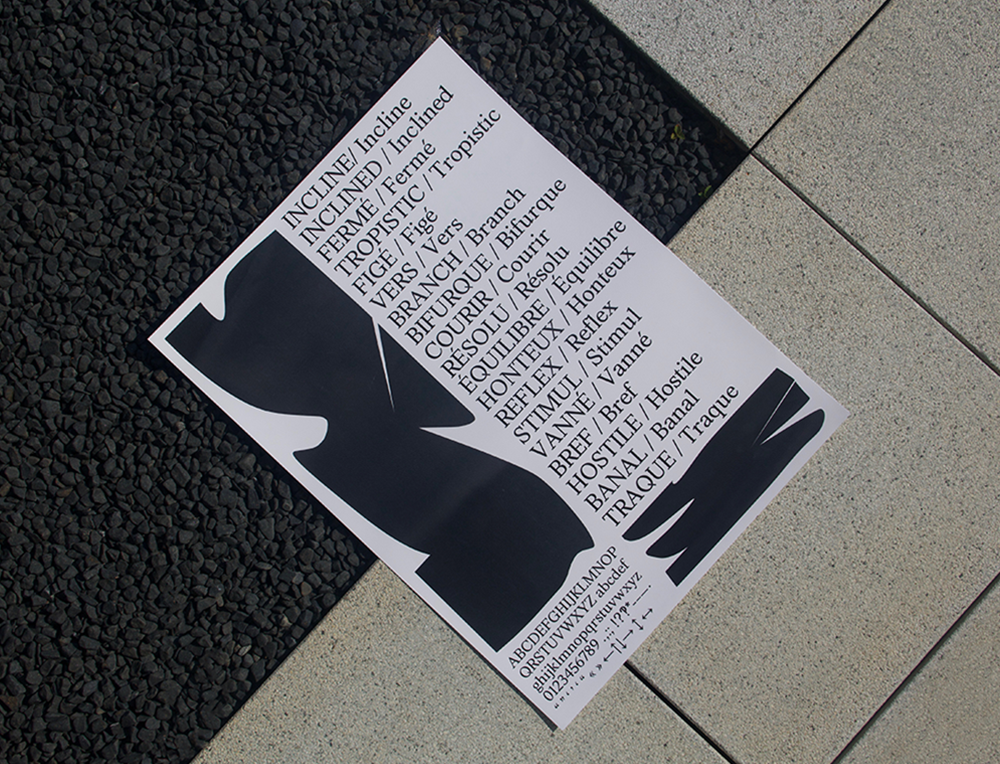 INCLINE/ Incline
INCLINED / Inclined
FERMÉ / Fermé
TROPISTIC / Tropistic
FIGÉ / Figé
VERS / Vers
BRANCH / Branch
BIFURQUE / Bifurque
COURIR / Courir
RÉSOLU / Résolu
ÉQUILIBRE / Équilibre
HONTEUX / Honteux
REFLEX / Reflex
STIMUL / Stimul
VANNÉ / Vanné
BREF / Bref
HOSTILE / Hostile
BANAL / Banal
TRAQUE / Traque
ABCDEFGHIJKLMNOP
QRSTUVWXYZ abcdef
ghijklmnopqrstuvwxyz
0123456789